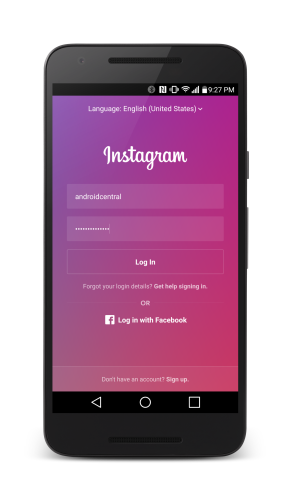 9:27 PM
Language: English (United States)
Instagram
androidcentral
Log In
Forgot your login details? Get help signing in.
OR
Log in with Facebook
Don't have an account? Sign up.